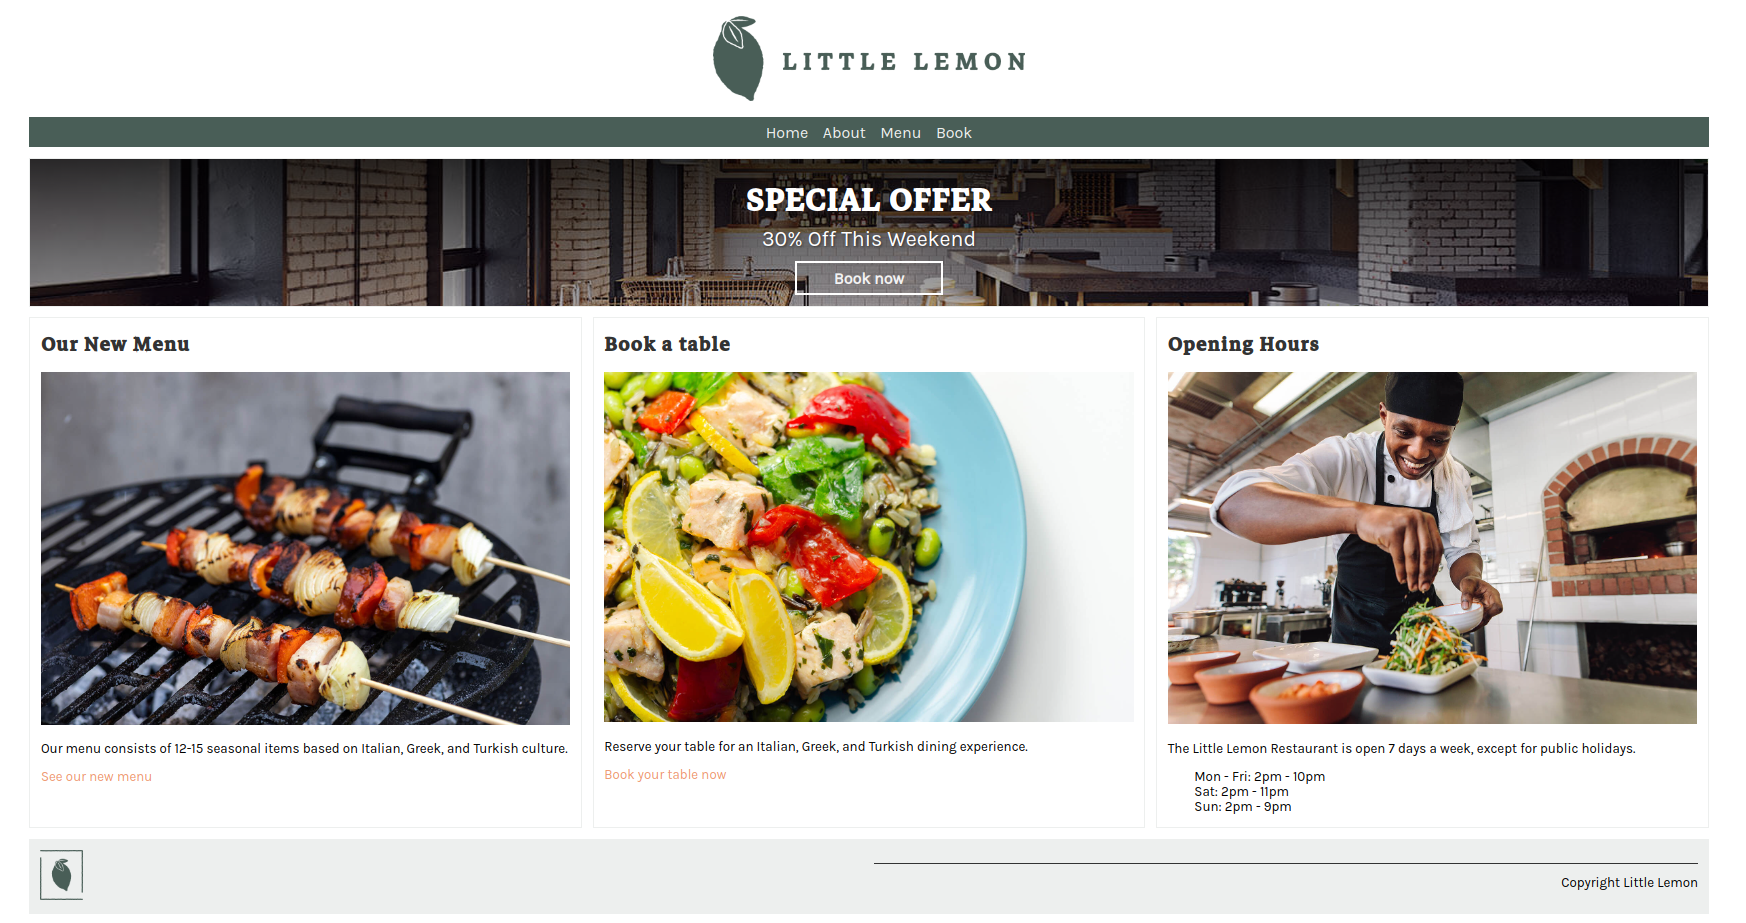 LITTLE LEMON
Home About Menu Book
SPECIAL OFFER
30% Off This Weekend
Book now
Our New Menu
Our menu consists of 12-15 seasonal items based on Italian, Greek, and Turkish culture.
See our new menu
Book a table
Reserve your table for an Italian, Greek, and Turkish dining experience.
Book your table now
Opening Hours
The Little Lemon Restaurant is open 7 days a week, except for public holidays.
Mon - Fri: 2pm - 10pm
Sat: 2pm - 11pm
Sun: 2pm - 9pm
Copyright Little Lemon